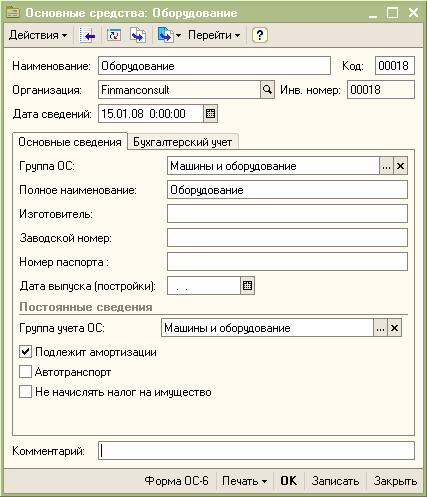 Основные средства: Оборудование
Действия Перейти ?
Наименование: Оборудование Код: 00018
Организация: Finmanconsult Инв. номер: 00018
Дата сведений: 15.01.08 0:00:00
Основные сведения Бухгалтерский учет
Группа ОС: Машины и оборудование ... x
Полное наименование: Оборудование
Изготовитель:
Заводской номер:
Номер паспорта :
Дата выпуска (постройки): . .
Постоянные сведения
Группа учета ОС: Машины и оборудование ... x
Подлежит амортизации
Автотранспорт
Не начислять налог на имущество
Комментарий:
Форма ОС-6 Печать OK Записать Закрыть